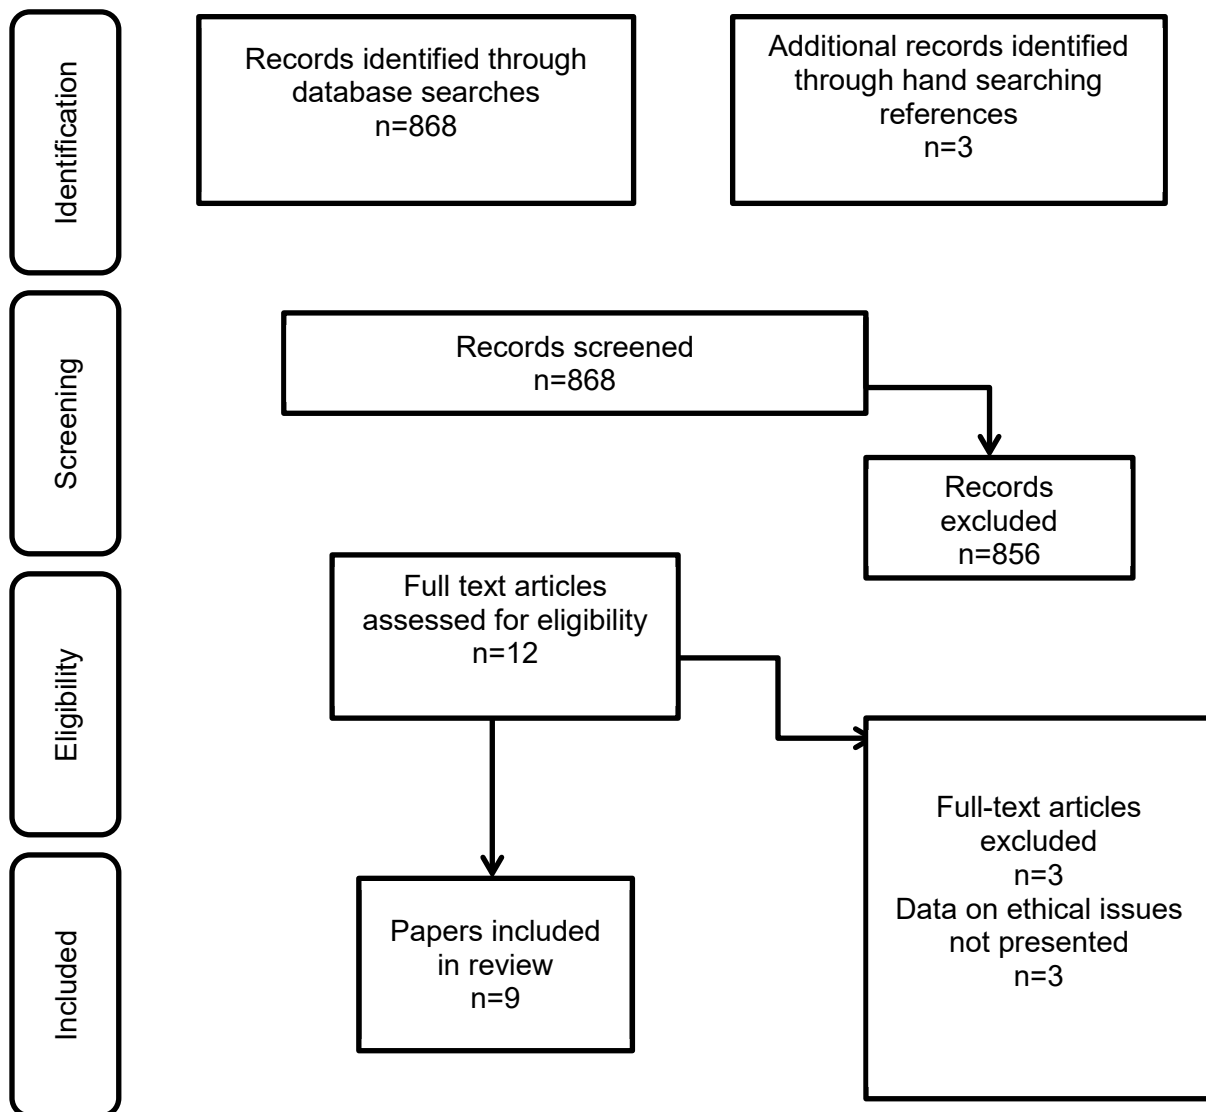 Identification
Records identified through
database searches
n=868
Additional records identified
through hand searching
references
n=3
Screening
Records screened
n=868
Records
excluded
n=856
Eligibility
Full text articles
assessed for eligibility
n=12
Full-text articles
excluded
n=3
Data on ethical issues
not presented
n=3
Included
Papers included
in review
n=9